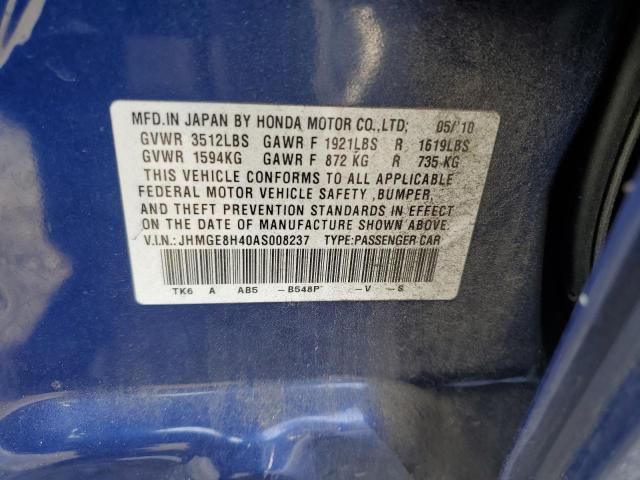 MFD.IN JAPAN BY HONDA MOTOR CO.,LTD; 05/'10
GVWR 3512LBS GAWR F 1921LBS R 1619LBS
GVWR 1594KG GAWR F 872 KG R 735 KG
THIS VEHICLE CONFORMS TO ALL APPLICABLE
FEDERAL MOTOR VEHICLE SAFETY ,BUMPER,
AND THEFT PREVENTION STANDARDS IN EFFECT
ON THE DATE OF MANUFACTURE SHOWN ABOVE.
V.I.N.:JHMGE8H40AS008237 TYPE:PASSENGER CAR
TK6 A AB5 -B548P -V -S